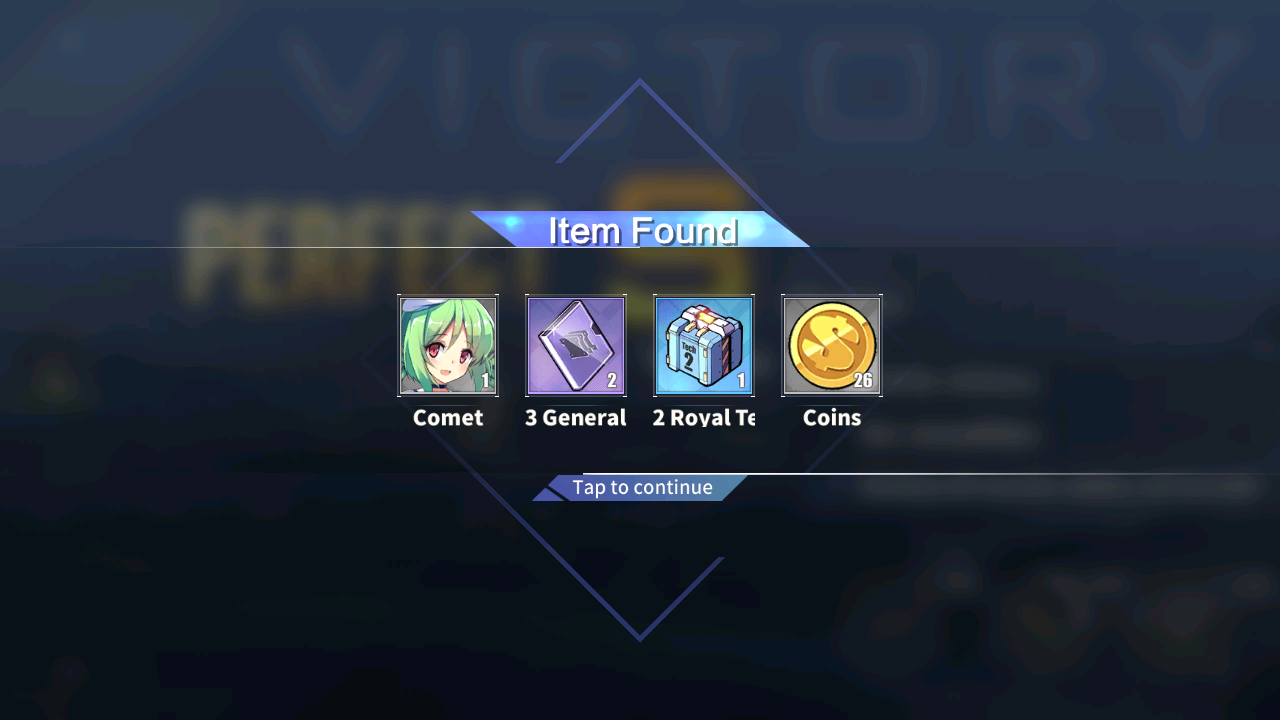 VICTORY
PERFECT S
Item Found
1
2
Tech 2
1
26
Comet
3 General
2 Royal Te
Coins
Tap to continue